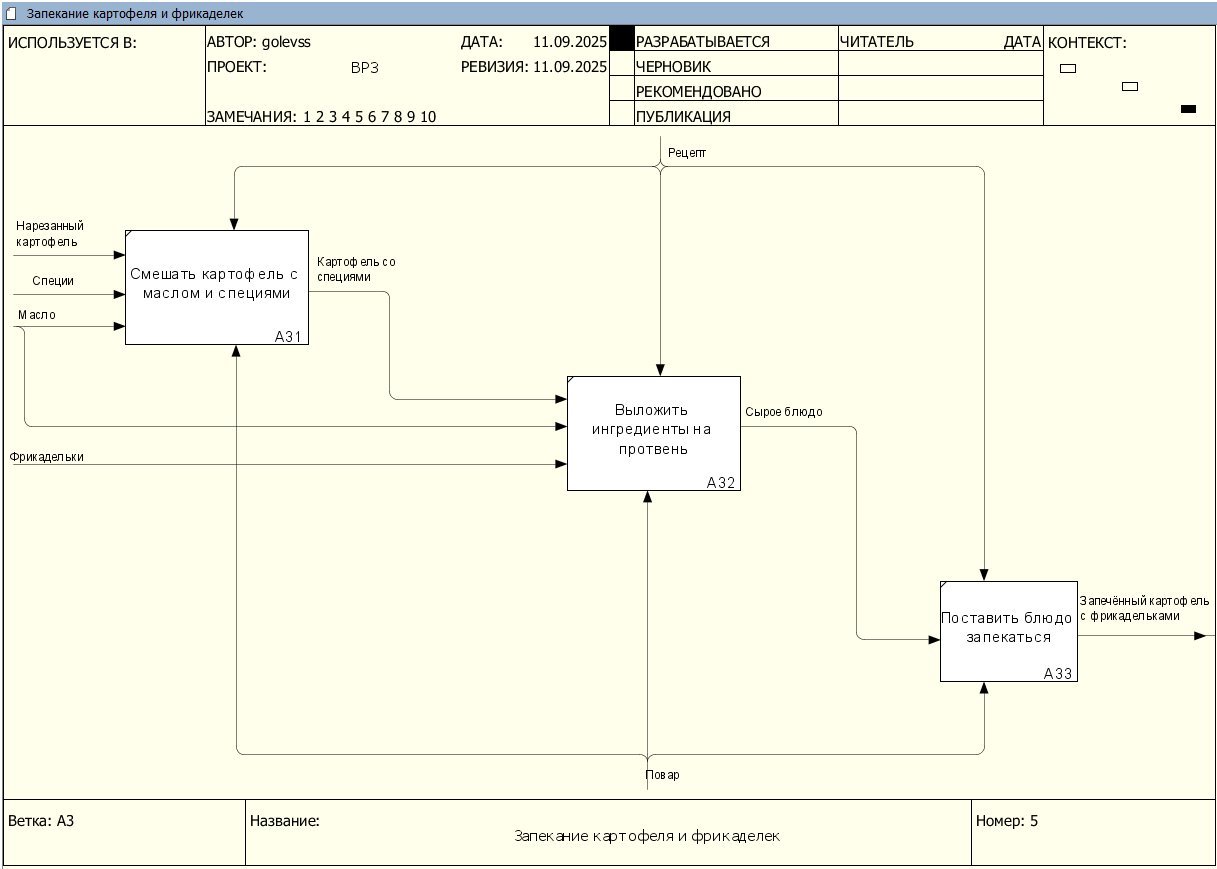 Запекание картофеля и фрикаделек
ИСПОЛЬЗУЕТСЯ В:
АВТОР: golevss
ДАТА: 11.09.2025
ПРОЕКТ: ВРЗ
РЕВИЗИЯ: 11.09.2025
ЗАМЕЧАНИЯ: 1 2 3 4 5 6 7 8 9 10
РАЗРАБАТЫВАЕТСЯ
ЧЕРНОВИК
РЕКОМЕНДОВАНО
ПУБЛИКАЦИЯ
ЧИТАТЕЛЬ ДАТА
КОНТЕКСТ:
Рецепт
Нарезанный
картофель
Специи
Масло
Смешать картофель с
маслом и специями
A31
Картофель со
специями
Выложить
ингредиенты на
протвень
A32
Сырое блюдо
Фрикадельки
Поставить блюдо
запекаться
A33
Запечённый картофель
с фрикадельками
Повар
Ветка: A3
Название:
Запекание картофеля и фрикаделек
Номер: 5